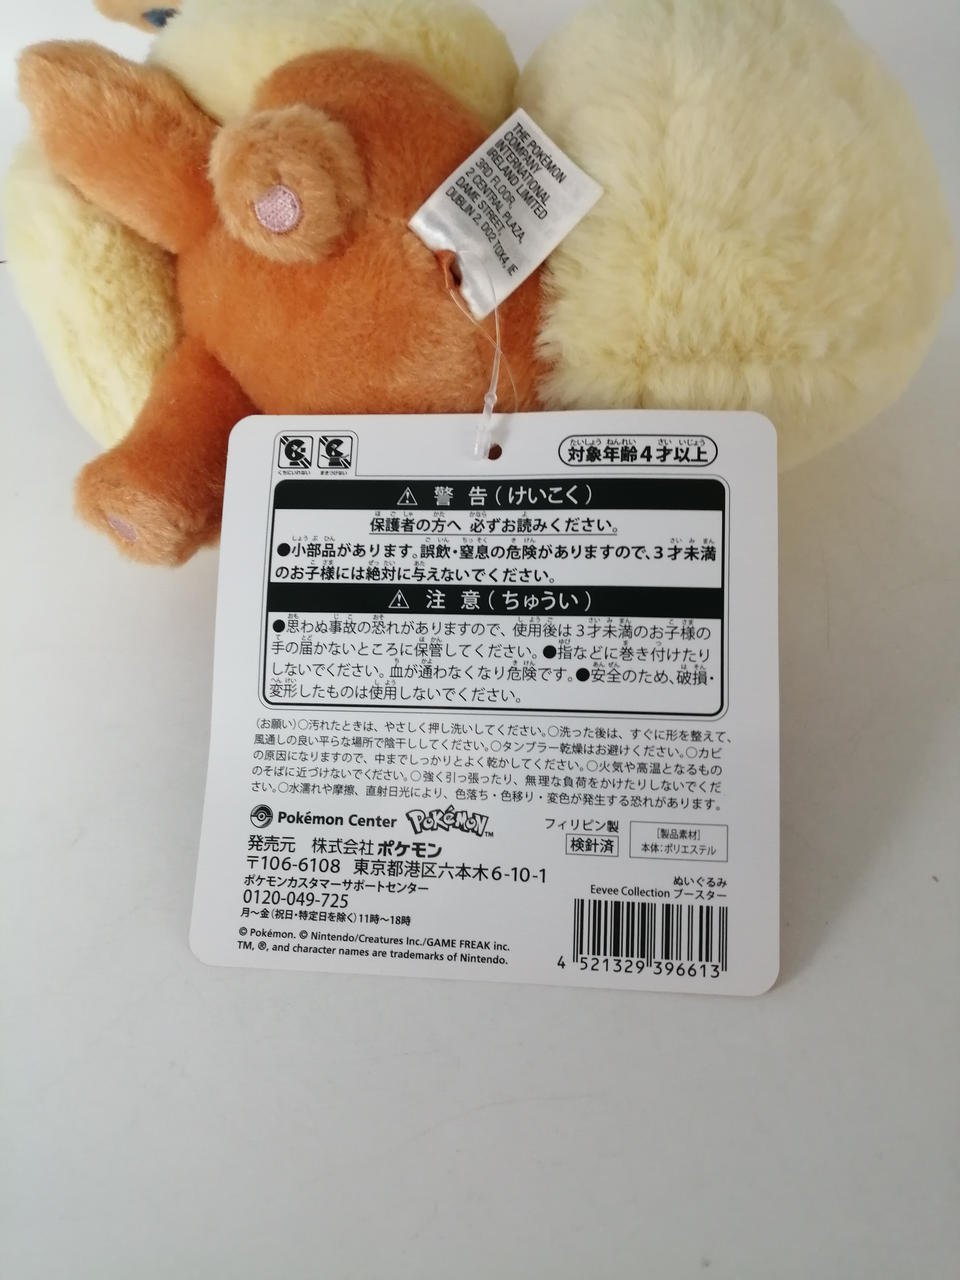 THE POKÉMON
COMPANY
INTERNATIONAL
IRELAND LIMITED
3RD FLOOR,
2 CENTRAL PLAZA,
DAME STREET,
DUBLIN 2, D02 T0X4, IE
くちにいれない まきつけない
対象年齢4才以上
警告(けいこく)
保護者の方へ 必ずお読みください。
●小部品があります。誤飲・窒息の危険がありますので、3才未満
のお子様には絶対に与えないでください。
注意(ちゅうい)
●思わぬ事故の恐れがありますので、使用後は3才未満のお子様の
手の届かないところに保管してください。●指などに巻き付けたり
しないでください。血が通わなくなり危険です。●安全のため、破損・
変形したものは使用しないでください。
(お願い)○汚れたときは、やさしく押し洗いしてください。○洗った後は、すぐに形を整えて、
風通しの良い平らな場所で陰干ししてください。○タンブラー乾燥はお避けください。○カビ
の原因になりますので、中までしっかりとよく乾かしてください。○火気や高温となるもの
のそばに近づけないでください。○強く引っ張ったり、無理な負荷をかけたりしないでくだ
さい。○水濡れや摩擦、直射日光により、色落ち・色移り・変色が発生する恐れがあります。
Pokémon Center POKÉMON™
フィリピン製
検針済
[製品素材]
本体:ポリエステル
発売元 株式会社ポケモン
〒106-6108 東京都港区六本木6-10-1
ポケモンカスタマーサポートセンター
0120-049-725
月~金(祝日・特定日を除く)11時~18時
© Pokémon. © Nintendo/Creatures Inc./GAME FREAK inc.
TM, ®, and character names are trademarks of Nintendo.
ぬいぐるみ
Eevee Collection ブースター
4 521329 396613